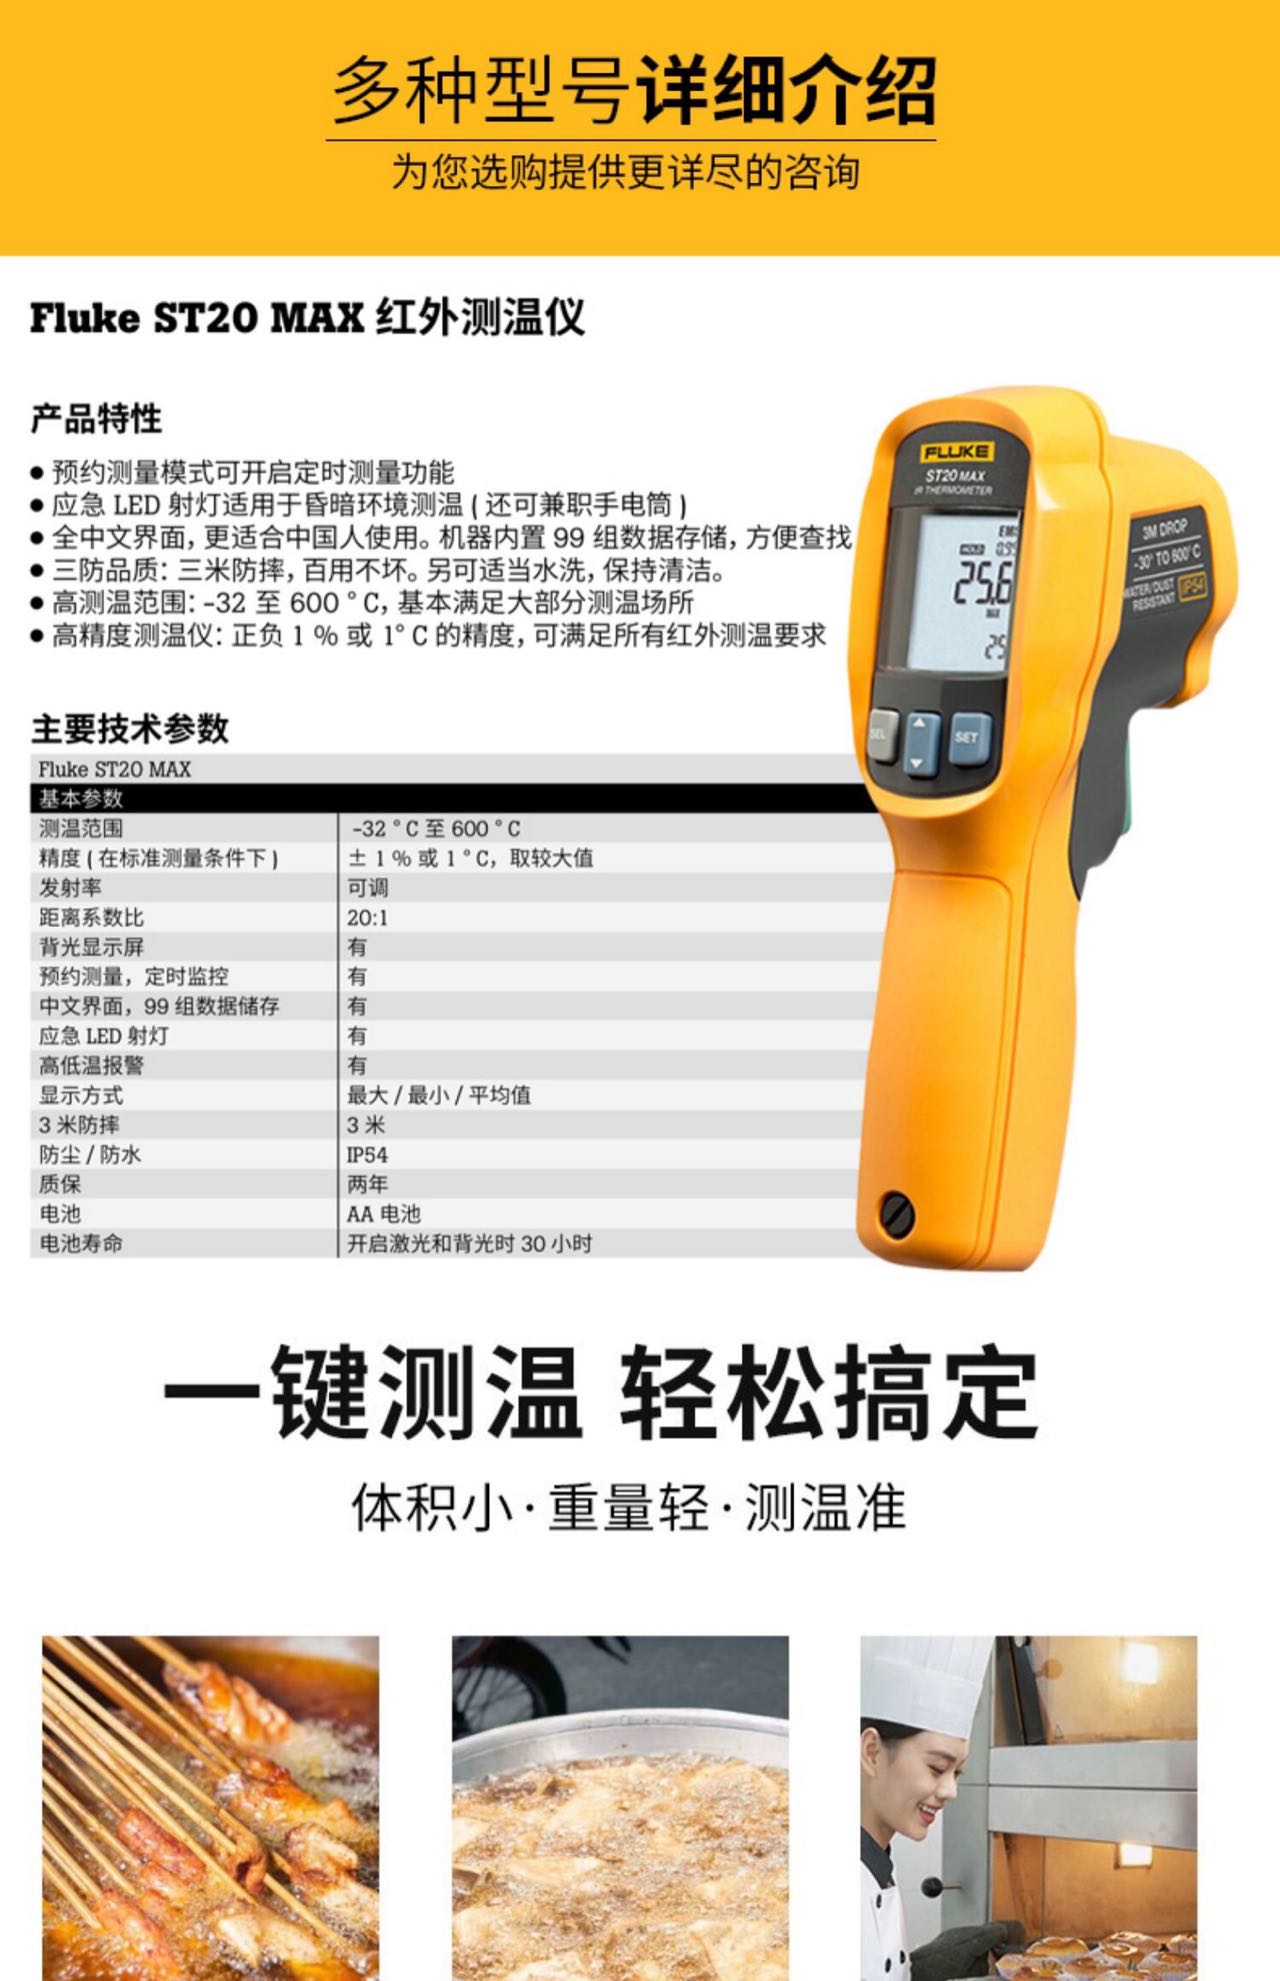 多种型号详细介绍
为您选购提供更详尽的咨询
Fluke ST20 MAX 红外测温仪
产品特性
● 预约测量模式可开启定时测量功能
● 应急 LED 射灯适用于昏暗环境测温 ( 还可兼职手电筒 )
● 全中文界面，更适合中国人使用。机器内置 99 组数据存储，方便查找
● 三防品质：三米防摔，百用不坏。另可适当水洗，保持清洁。
● 高测温范围：-32 至 600 ° C，基本满足大部分测温场所
● 高精度测温仪：正负 1 % 或 1° C 的精度，可满足所有红外测温要求
FLUKE
ST20 MAX
IR THERMOMETER
HOLD
25.6
MAX
SEL
SET
3M DROP
-30° TO 600° C
WATER/DUST
RESISTANT
IP54
主要技术参数
Fluke ST20 MAX
基本参数
测温范围 -32 ° C 至 600 ° C
精度 ( 在标准测量条件下 ) ± 1 % 或 1 ° C，取较大值
发射率 可调
距离系数比 20:1
背光显示屏 有
预约测量，定时监控 有
中文界面，99 组数据储存 有
应急 LED 射灯 有
高低温报警 有
显示方式 最大 / 最小 / 平均值
3 米防摔 3 米
防尘 / 防水 IP54
质保 两年
电池 AA 电池
电池寿命 开启激光和背光时 30 小时
一键测温 轻松搞定
体积小·重量轻·测温准